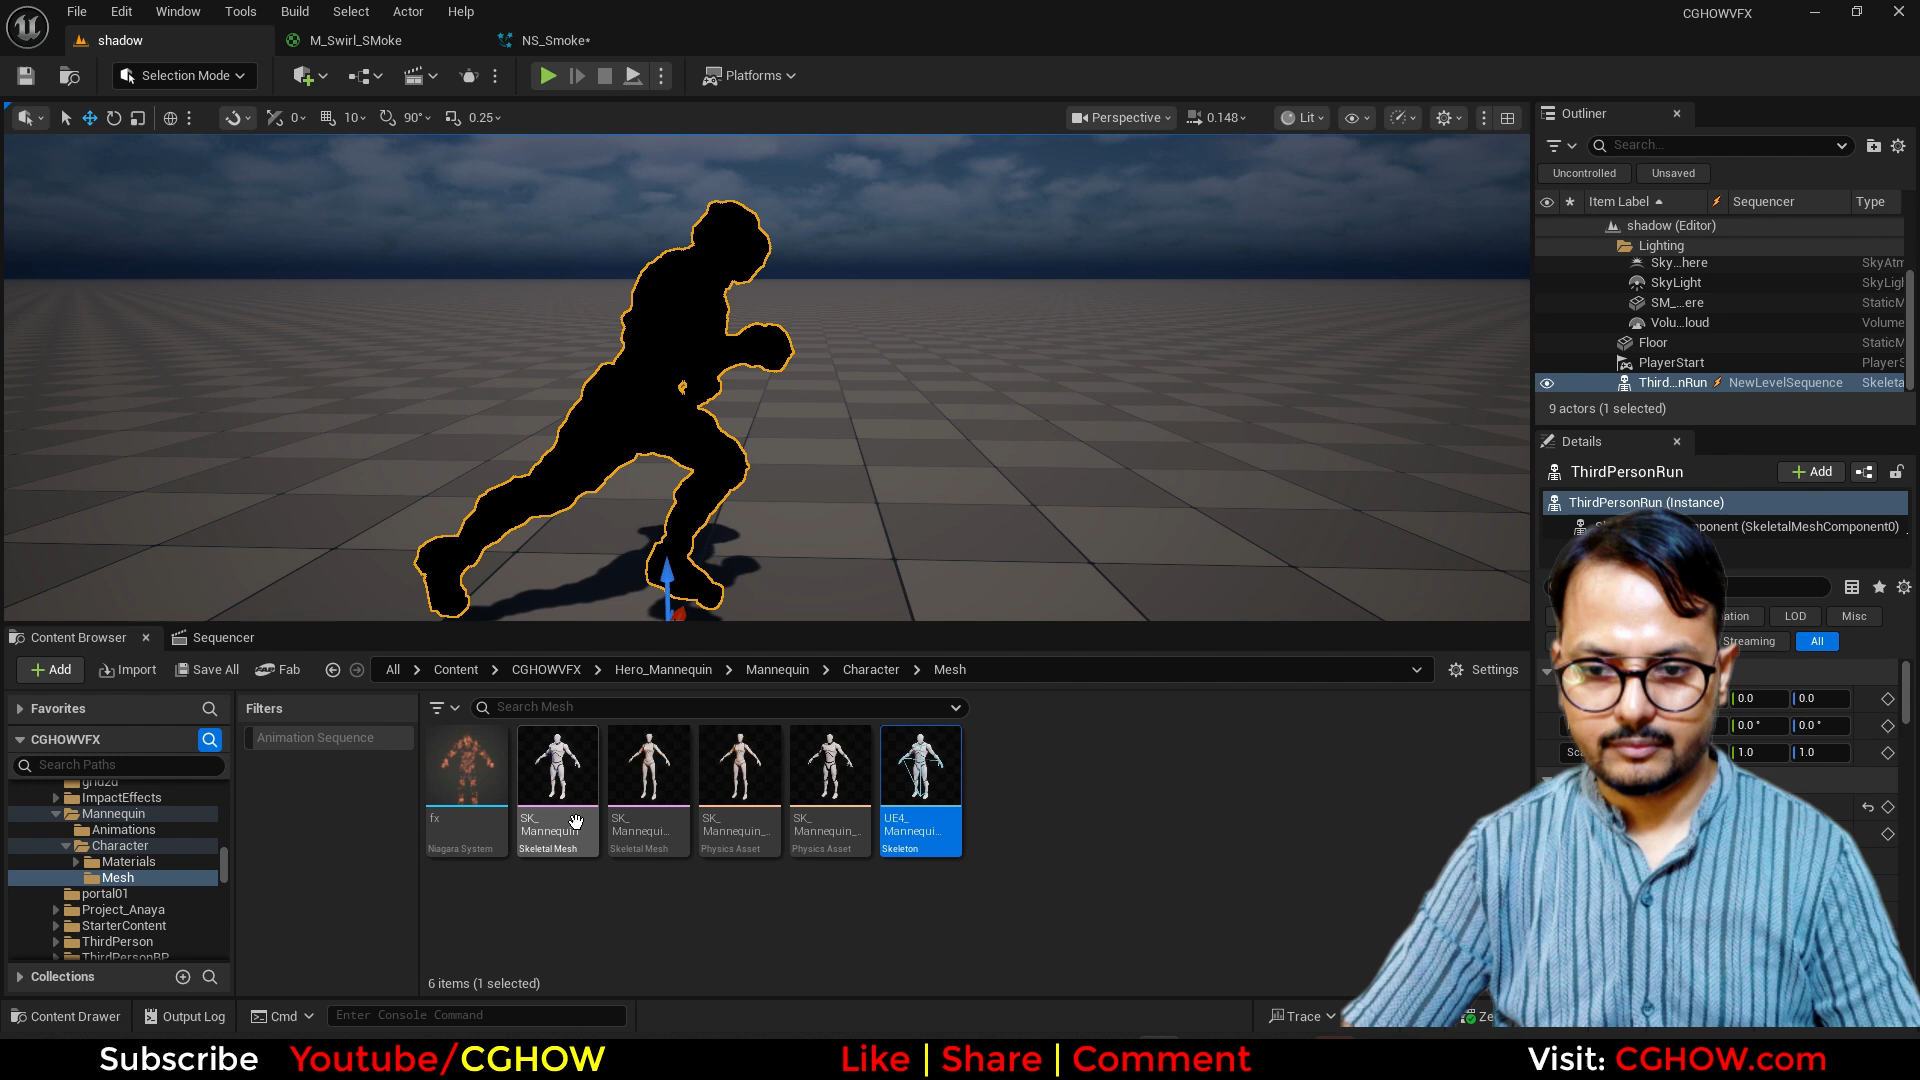 File Edit Window Tools Build Select Actor Help
CGHOWVFX
shadow
M_Swirl_SMoke
NS_Smoke*
Selection Mode
Platforms
0 10 90° 0.25
Perspective 0.148 Lit
Outliner
Search...
Uncontrolled Unsaved
Item Label Sequencer Type
shadow (Editor)
Lighting
Sky...here SkyAtm
SkyLight SkyLigl
SM_...ere StaticM
Volu...loud Volume
Floor StaticM
PlayerStart PlayerS
Third...nRun NewLevelSequence Skeleta
9 actors (1 selected)
Details
ThirdPersonRun
Add
ThirdPersonRun (Instance)
ponent (SkeletalMeshComponent0)
ation LOD Misc
Streaming All
0.0 0.0
0.0° 0.0°
1.0 1.0
Content Browser
Sequencer
Add Import Save All Fab
All Content CGHOWVFX Hero_Mannequin Mannequin Character Mesh
Settings
Favorites
CGHOWVFX
Search Paths
grid2d
ImpactEffects
Mannequin
Animations
Character
Materials
Mesh
portal01
Project_Anaya
StarterContent
ThirdPerson
ThirdPersonBP
Collections
Filters
Animation Sequence
Search Mesh
fx
Niagara System
SK_
Mannequin
Skeletal Mesh
SK_
Mannequi...
Skeletal Mesh
SK_
Mannequin_..
Physics Asset
SK_
Mannequin_..
Physics Asset
UE4_
Mannequi...
Skeleton
6 items (1 selected)
Content Drawer Output Log Cmd Enter Console Command
Trace
Subscribe Youtube/CGHOW
Like | Share | Comment
Visit: CGHOW.com